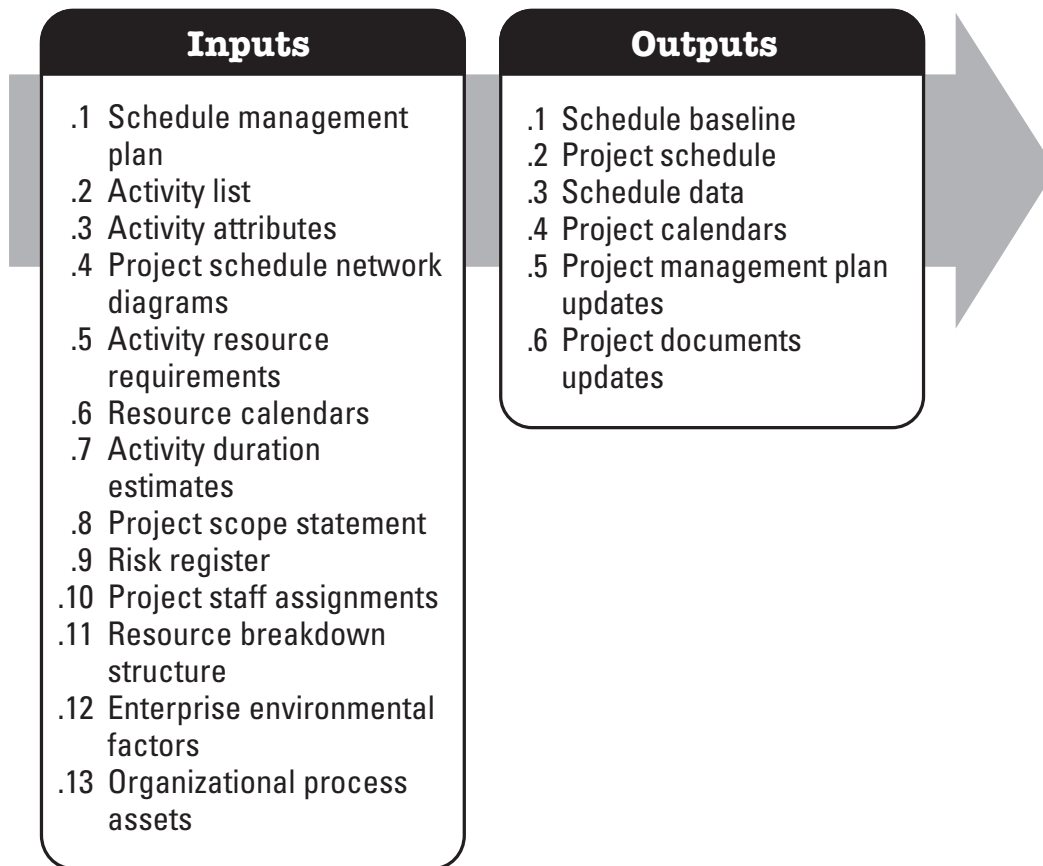 Inputs
.1 Schedule management
plan
.2 Activity list
.3 Activity attributes
.4 Project schedule network
diagrams
.5 Activity resource
requirements
.6 Resource calendars
.7 Activity duration
estimates
.8 Project scope statement
.9 Risk register
.10 Project staff assignments
.11 Resource breakdown
structure
.12 Enterprise environmental
factors
.13 Organizational process
assets
Outputs
.1 Schedule baseline
.2 Project schedule
.3 Schedule data
.4 Project calendars
.5 Project management plan
updates
.6 Project documents
updates